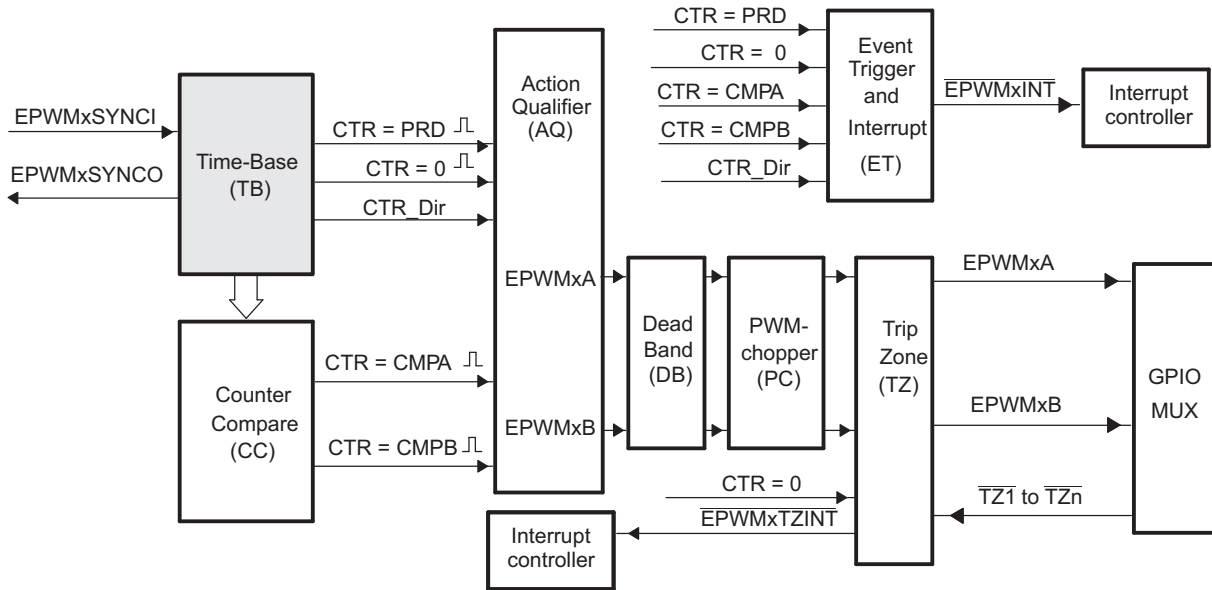 EPWMxSYNCI
EPWMxSYNCO
Time-Base
(TB)
CTR = PRD
CTR = 0
CTR_Dir
Counter
Compare
(CC)
CTR = CMPA
CTR = CMPB
Action
Qualifier
(AQ)
EPWMxA
EPWMxB
CTR = PRD
CTR = 0
CTR = CMPA
CTR = CMPB
CTR_Dir
Event
Trigger
and
Interrupt
(ET)
EPWMxINT
Interrupt
controller
Dead
Band
(DB)
PWM-
chopper
(PC)
Trip
Zone
(TZ)
CTR = 0
EPWMxTZINT
Interrupt
controller
EPWMxA
EPWMxB
TZ1 to TZn
GPIO
MUX